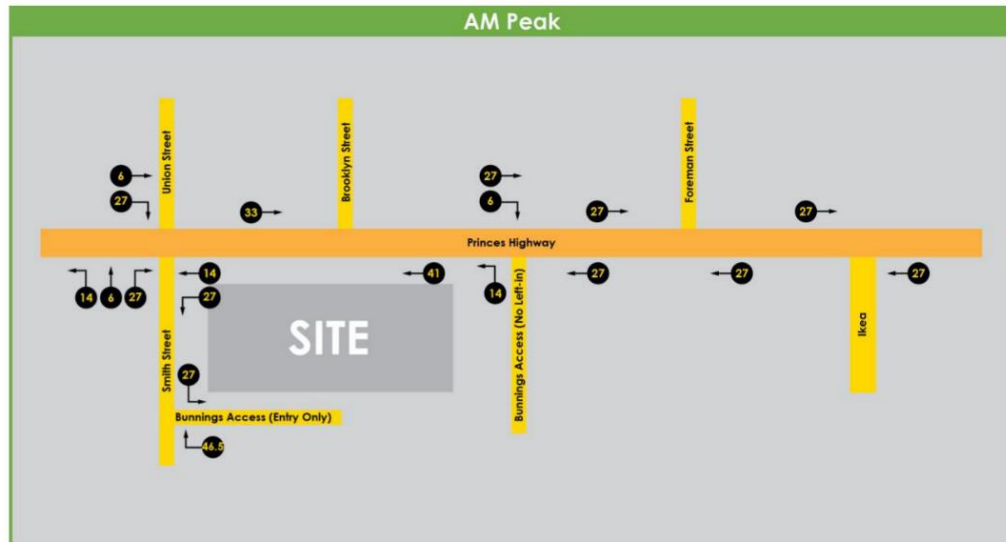 AM Peak
Union Street
Brooklyn Street
Foreman Street
6
27
27
6
33
27
27
Princes Highway
14
6
27
14
27
41
14
27
27
27
SITE
Smith Street
Bunnings Access (No Left-in)
Ikea
27
Bunnings Access (Entry Only)
46.5